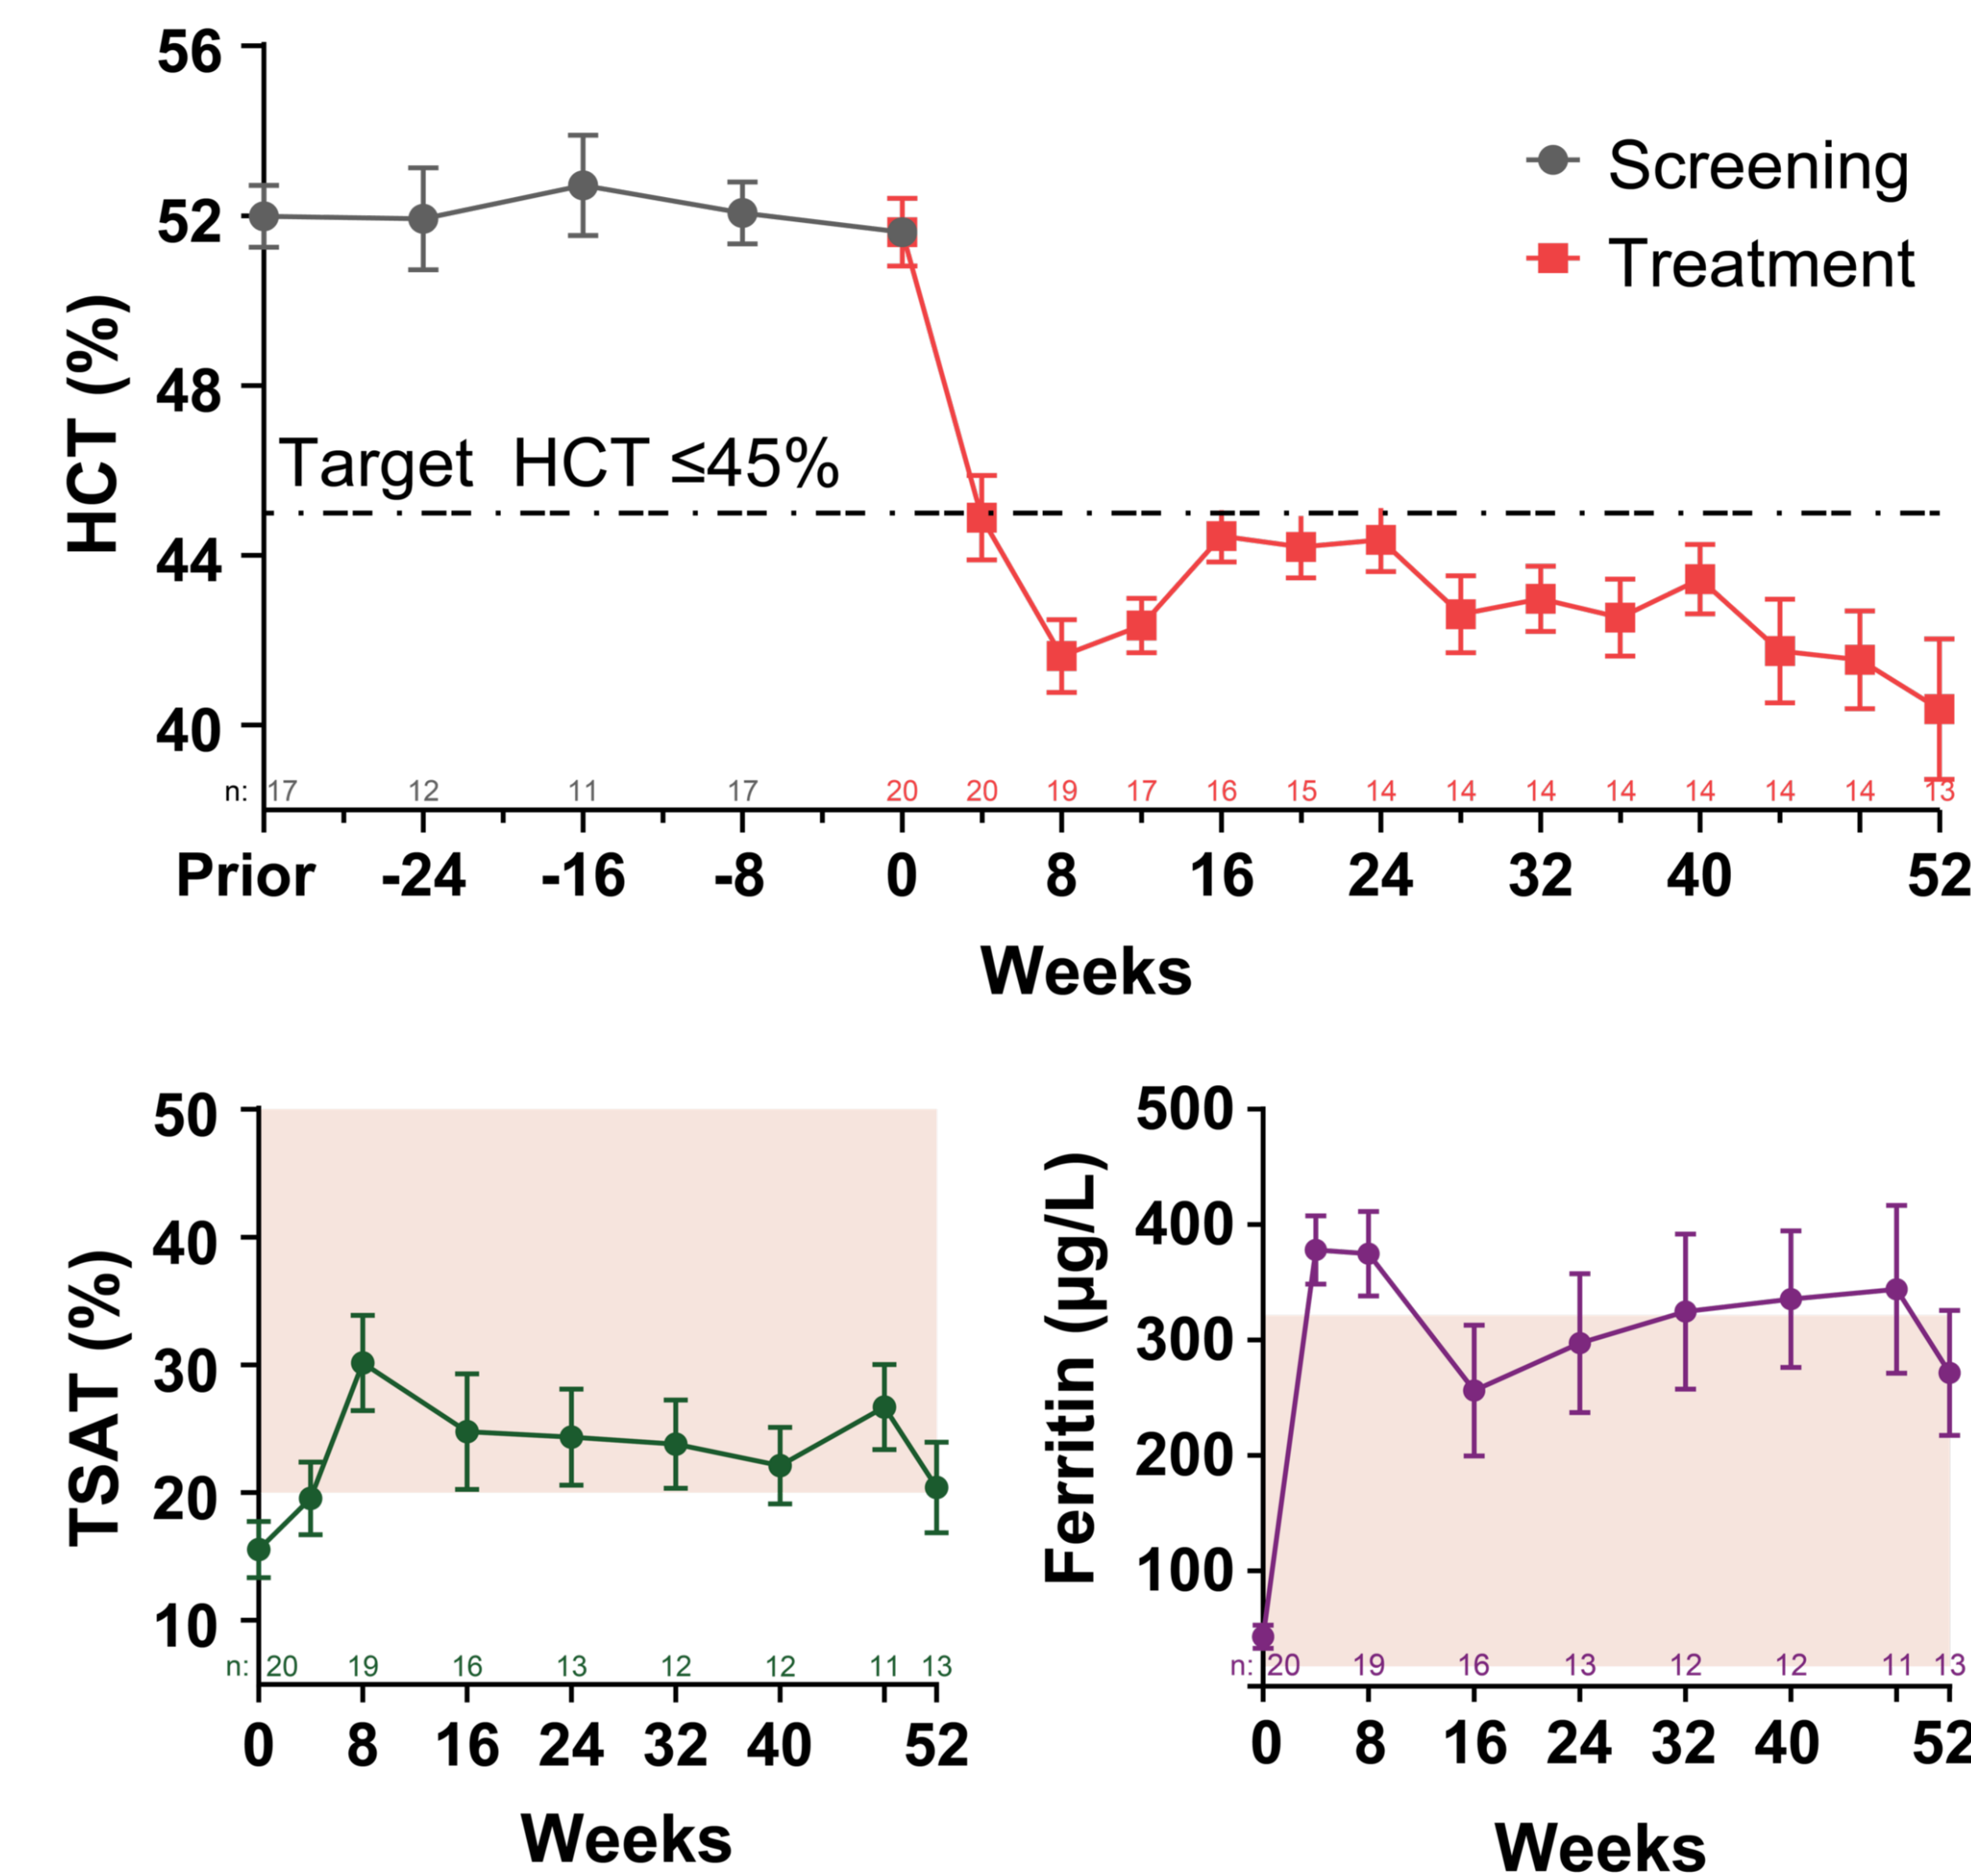 56
52
48
44
40
HCT (%)
Screening
Treatment
Target HCT ≤45%
n: 17 12 11 17 20 20 19 17 16 15 14 14 14 14 14 14 14 13
Prior -24 -16 -8 0 8 16 24 32 40 52
Weeks
50
40
30
20
10
TSAT (%)
n: 20 19 16 13 12 12 11 13
0 8 16 24 32 40 52
Weeks
500
400
300
200
100
Ferritin (µg/L)
n: 20 19 16 13 12 12 11 13
0 8 16 24 32 40 52
Weeks